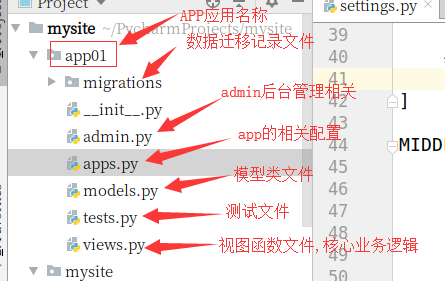 Project
settings.py
mysite ~/PycharmProjects/mysite
APP应用名称
app01
数据迁移记录文件
migrations
__init__.py
admin后台管理相关
admin.py
app的相关配置
apps.py
模型类文件
models.py
测试文件
tests.py
视图函数文件,核心业务逻辑
views.py
mysite
39
40
41
42
]
43
44
MIDD
45
46
47
48
49
50